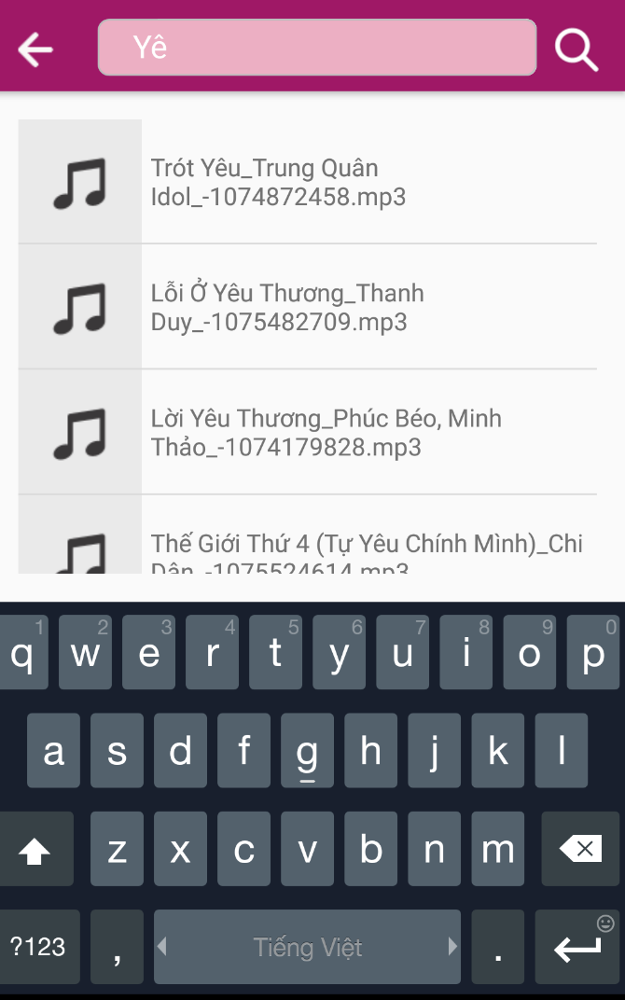 Yê
Trót Yêu_Trung Quân
Idol_-1074872458.mp3
Lỗi Ở Yêu Thương_Thanh
Duy_-1075482709.mp3
Lời Yêu Thương_Phúc Béo, Minh
Thảo_-1074179828.mp3
Thế Giới Thứ 4 (Tự Yêu Chính Mình)_Chi
Dân_-1075524614.mp3
1 2 3 4 5 6 7 8 9 0
q w e r t y u i o p
a s d f g h j k l
z x c v b n m
?123 , Tiếng Việt .